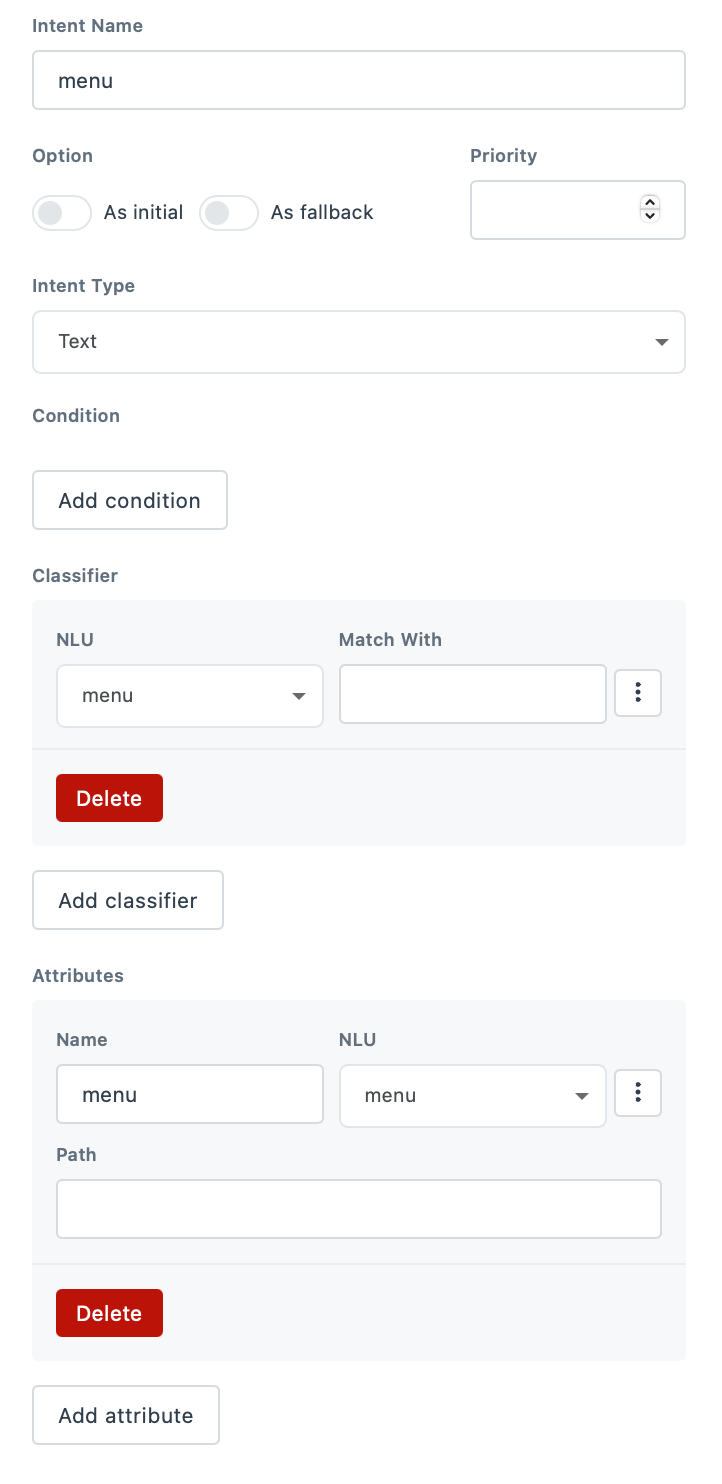 Intent Name
menu
Option
Priority
As initial
As fallback
Intent Type
Text
Condition
Add condition
Classifier
NLU
Match With
menu
Delete
Add classifier
Attributes
Name
NLU
menu
menu
Path
Delete
Add attribute